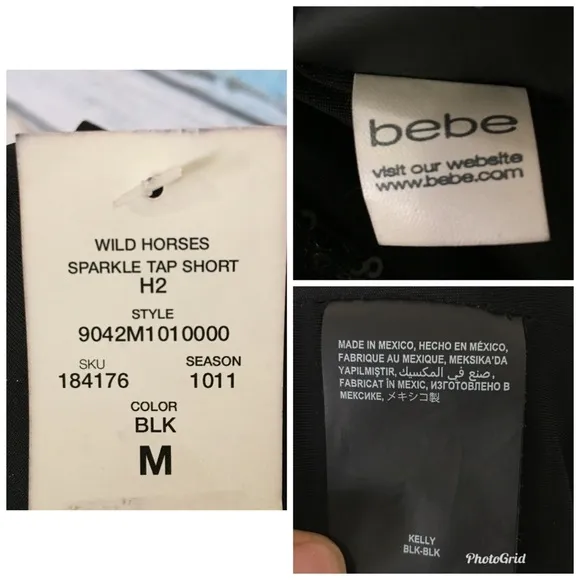 WILD HORSES
SPARKLE TAP SHORT
H2
STYLE
9042M1010000
SKU SEASON
184176 1011
COLOR
BLK
M
bebe
visit our website
www.bebe.com
MADE IN MEXICO, HECHO EN MÉXICO,
FABRIQUE AU MEXIQUE, MEKSIKA'DA
YAPILMIŞTIR, صنع في المكسيك,
FABRICAT ÎN MEXIC, ИЗГОТОВЛЕНО В
МЕКСИКЕ, メキシコ製
KELLY
BLK-BLK
PhotoGrid